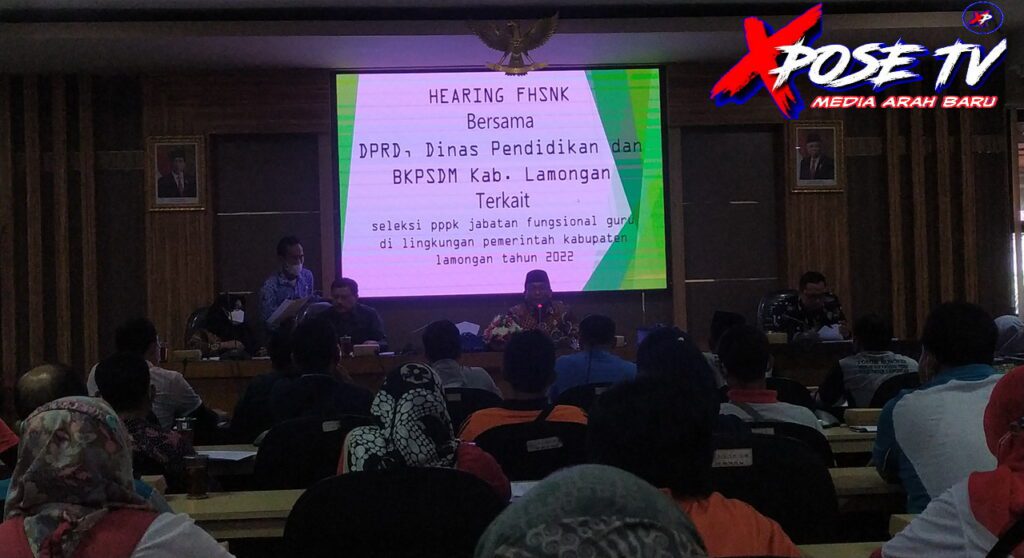 XPOSE TV
MEDIA ARAH BARU
XP
HEARING FHSNK
Bersama
DPRD, Dinas Pendidikan dan
BKPSDM Kab. Lamongan
Terkait
seleksi pppk jabatan fungsional guru
di lingkungan pemerintah kabupaten
lamongan tahun 2022